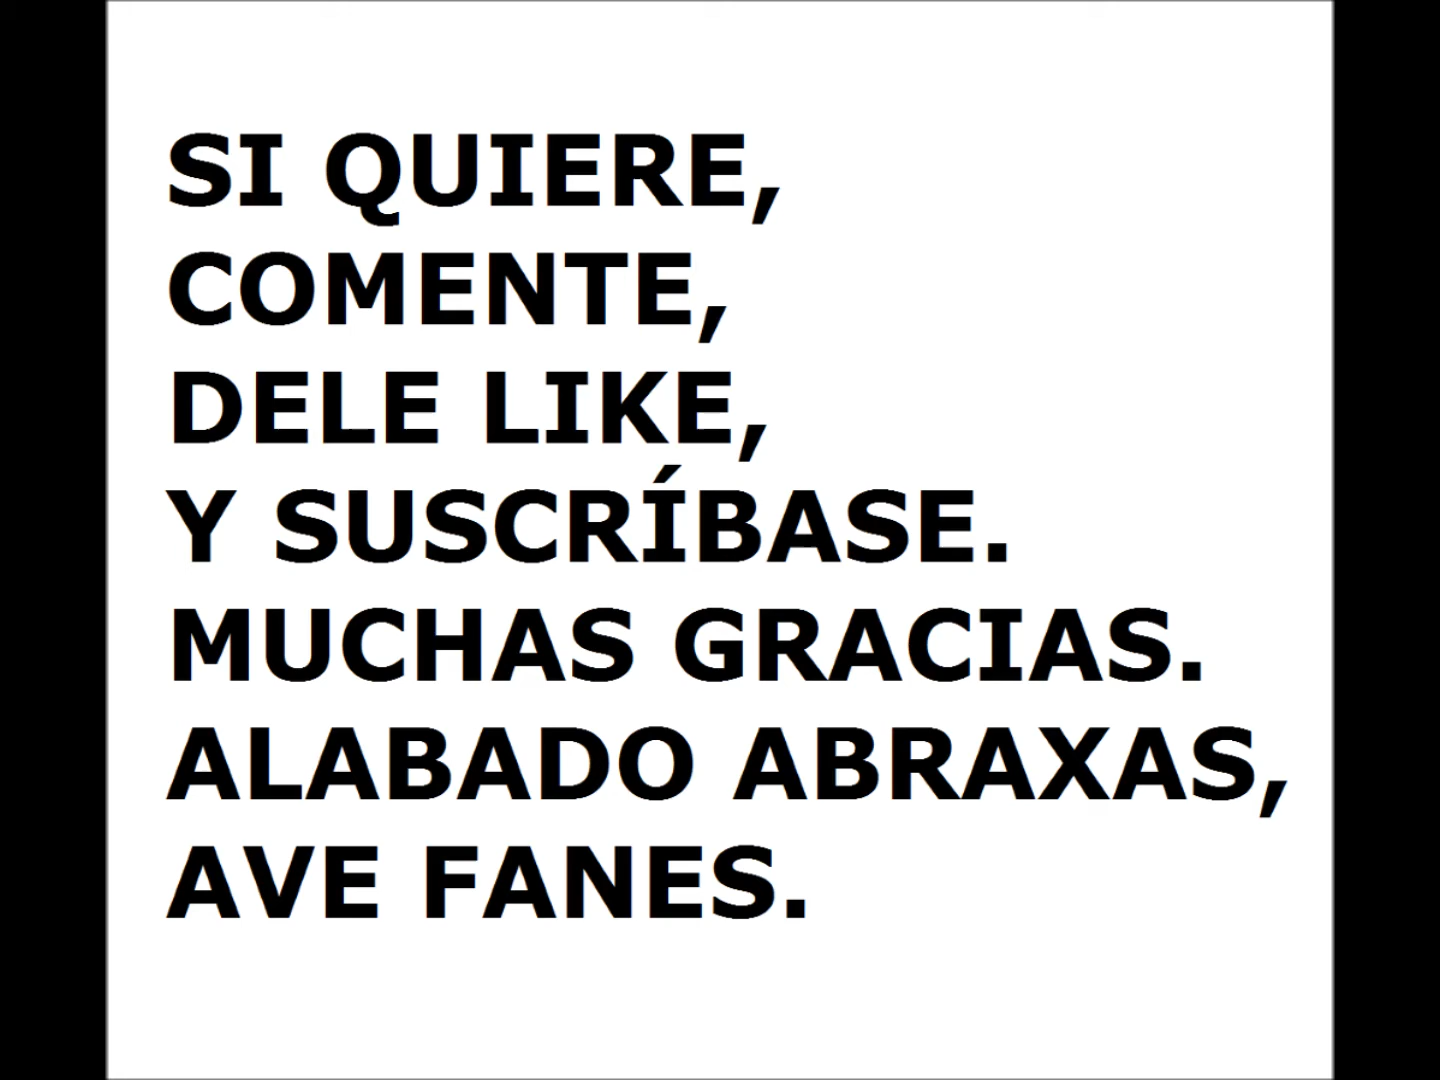 SI QUIERE,
COMENTE,
DELE LIKE,
Y SUSCRÍBASE.
MUCHAS GRACIAS.
ALABADO ABRAXAS,
AVE FANES.